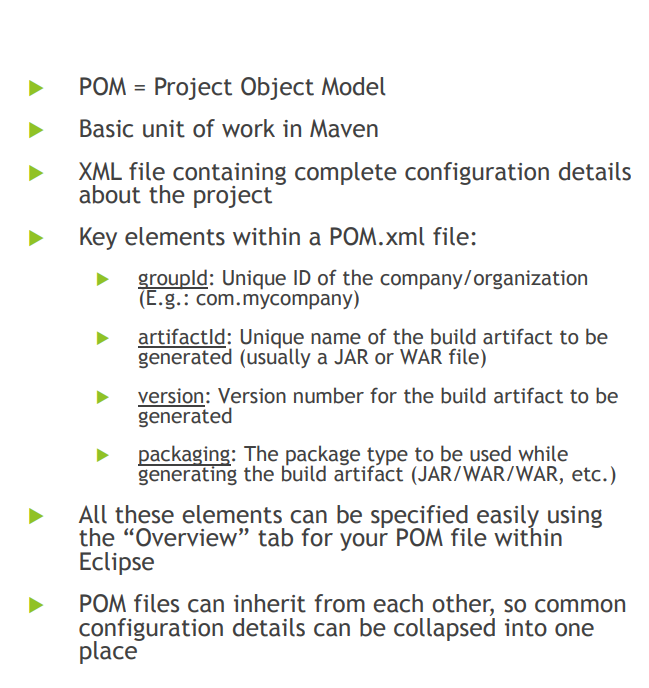 POM = Project Object Model
Basic unit of work in Maven
XML file containing complete configuration details
about the project
Key elements within a POM.xml file:
groupId: Unique ID of the company/organization
(E.g.: com.mycompany)
artifactId: Unique name of the build artifact to be
generated (usually a JAR or WAR file)
version: Version number for the build artifact to be
generated
packaging: The package type to be used while
generating the build artifact (JAR/WAR/WAR, etc.)
All these elements can be specified easily using
the “Overview” tab for your POM file within
Eclipse
POM files can inherit from each other, so common
configuration details can be collapsed into one
place